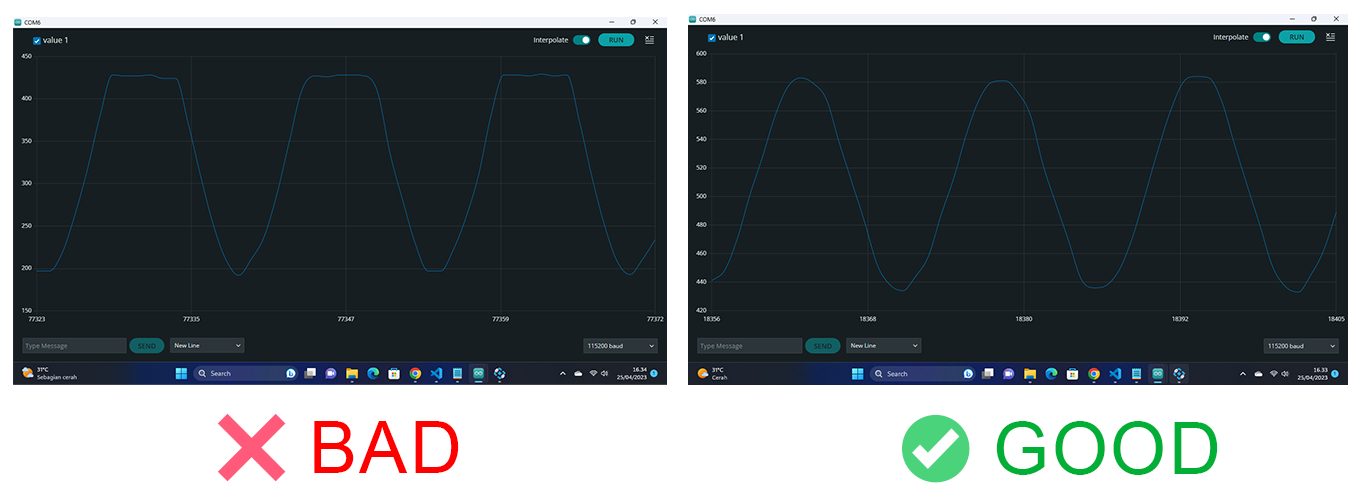 COM6
value 1
Interpolate
RUN
450
400
350
300
250
200
150
77323
77335
77347
77359
77372
Type Message
SEND
New Line
115200 baud
31°C
Sebagian cerah
Search
16.34
25/04/2023
COM6
value 1
Interpolate
RUN
600
580
560
540
520
500
480
460
440
420
18356
18368
18380
18392
18405
Type Message
SEND
New Line
115200 baud
31°C
Cerah
Search
16.33
25/04/2023
BAD
GOOD